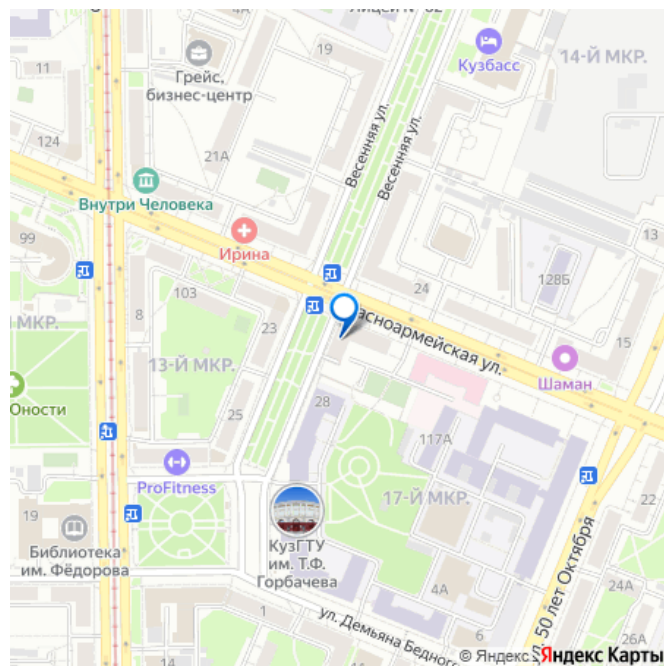 19
Кузбасс
14-Й МКР.
11
Грейс,
бизнес-центр
124
21А
Весенняя ул.
Весенняя ул.
Внутри Человека
Ирина
99
13
128Б
103
24
8
23
МКР.
асноармейская ул.
15
13-Й МКР.
Шаман
Юности
28
25
117А
ProFitness
17-Й МКР.
22
19
Библиотека
им. Фёдорова
КузГТУ
им. Т.Ф.
Горбачева
4А
50 лет Октября
24А
1
ул. Демьяна Бедного
6
© Яндекс
Яндекс Карты